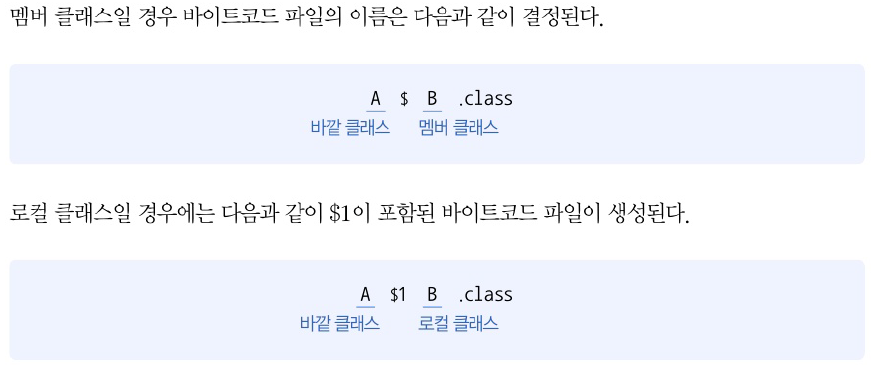 멤버 클래스일 경우 바이트코드 파일의 이름은 다음과 같이 결정된다.
A $ B .class
바깥 클래스 멤버 클래스
로컬 클래스일 경우에는 다음과 같이 $1이 포함된 바이트코드 파일이 생성된다.
A $1 B .class
바깥 클래스 로컬 클래스